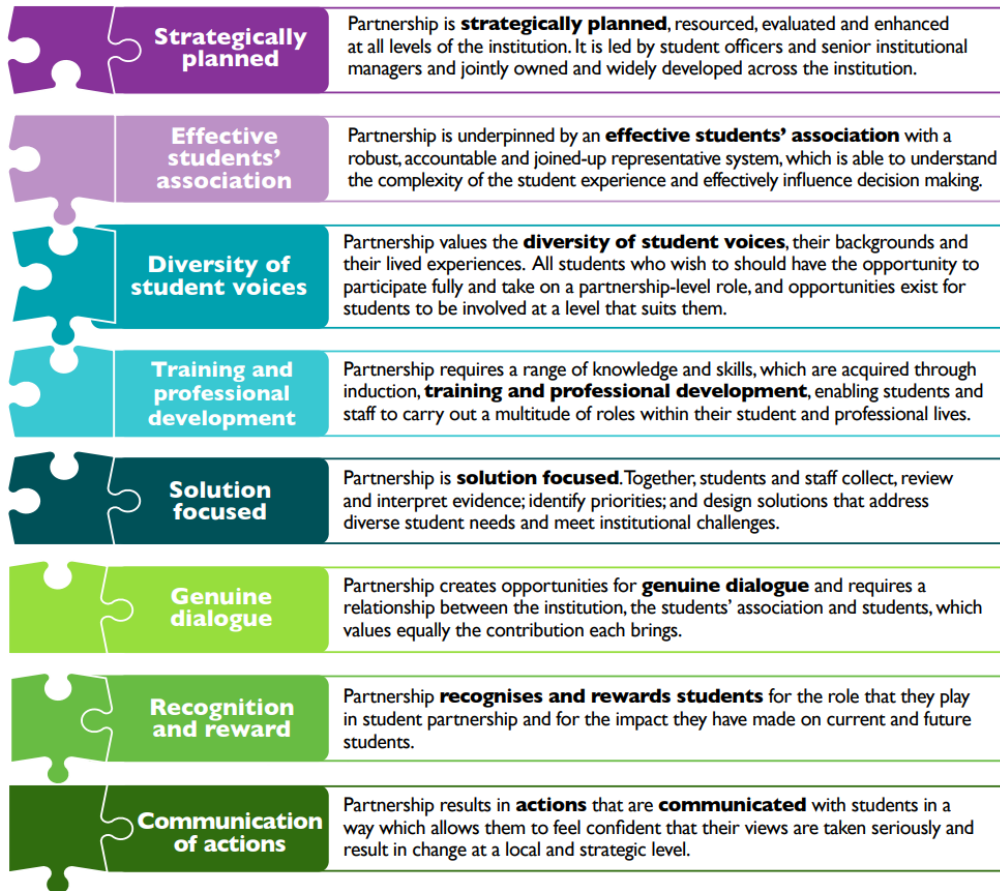 Strategically
planned
Partnership is strategically planned, resourced, evaluated and enhanced
at all levels of the institution. It is led by student officers and senior institutional
managers and jointly owned and widely developed across the institution.
Effective
students’
association
Partnership is underpinned by an effective students’ association with a
robust, accountable and joined-up representative system, which is able to understand
the complexity of the student experience and effectively influence decision making.
Diversity of
student voices
Partnership values the diversity of student voices, their backgrounds and
their lived experiences. All students who wish to should have the opportunity to
participate fully and take on a partnership-level role, and opportunities exist for
students to be involved at a level that suits them.
Training and
professional
development
Partnership requires a range of knowledge and skills, which are acquired through
induction, training and professional development, enabling students and
staff to carry out a multitude of roles within their student and professional lives.
Solution
focused
Partnership is solution focused. Together, students and staff collect, review
and interpret evidence; identify priorities; and design solutions that address
diverse student needs and meet institutional challenges.
Genuine
dialogue
Partnership creates opportunities for genuine dialogue and requires a
relationship between the institution, the students’ association and students, which
values equally the contribution each brings.
Recognition
and reward
Partnership recognises and rewards students for the role that they play
in student partnership and for the impact they have made on current and future
students.
Communication
of actions
Partnership results in actions that are communicated with students in a
way which allows them to feel confident that their views are taken seriously and
result in change at a local and strategic level.